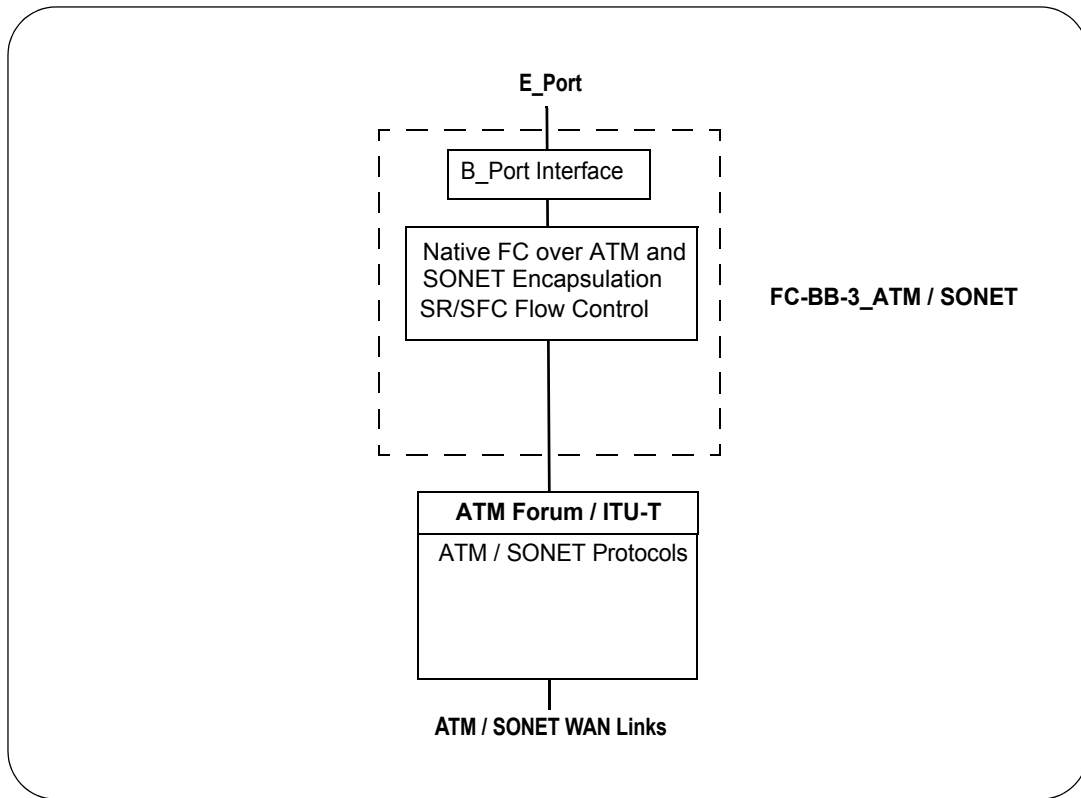 E_Port
B_Port Interface
Native FC over ATM and
SONET Encapsulation
SR/SFC Flow Control
FC-BB-3_ATM / SONET
ATM Forum / ITU-T
ATM / SONET Protocols
ATM / SONET WAN Links